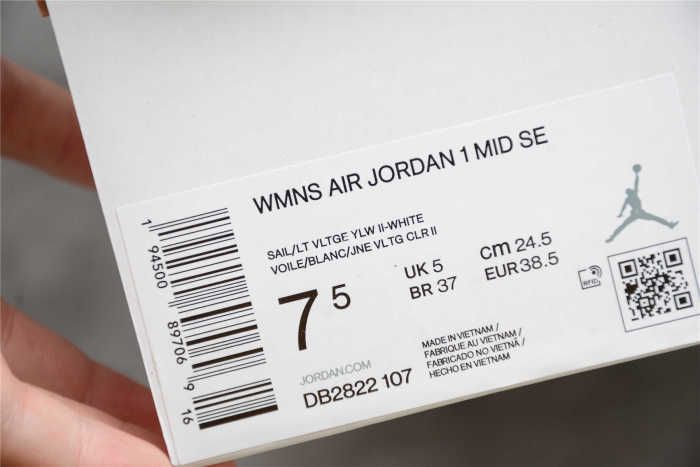 WMNS AIR JORDAN 1 MID SE
SAIL/LT VLTGE YLW II-WHITE
VOILE/BLANC/JNE VLTG CLR II
7 5
UK 5
BR 37
cm 24.5
EUR 38.5
RFID
JORDAN.COM
DB2822 107
MADE IN VIETNAM /
FABRIQUE AU VIETNAM /
FABRICADO NO VIETNÃ /
HECHO EN VIETNAM
1 94500 89706 9 16